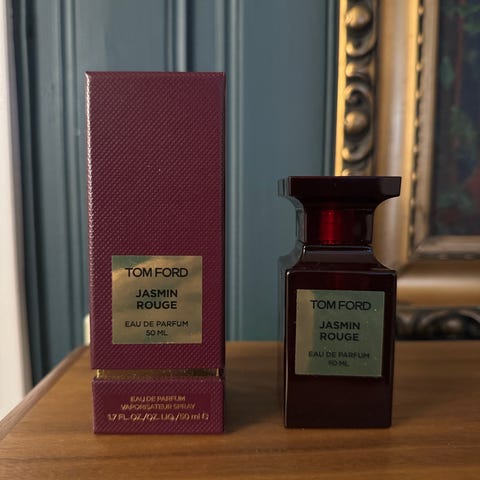 TOM FORD
JASMIN
ROUGE
EAU DE PARFUM
50 ML
EAU DE PARFUM
VAPORISATEUR SPRAY
1.7 FL. OZ./OZ. LIQ./50 ml ℮
TOM FORD
JASMIN
ROUGE
EAU DE PARFUM
50 ML